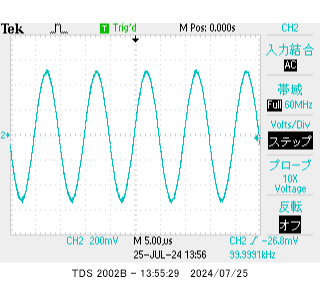 Tek T Trig'd M Pos: 0.000s CH2
入力結合
AC
帯域
Full 60MHz
Volts/Div
ステップ
プローブ
10X
Voltage
反転
オフ
2
CH2 200mV M 5.00µs CH2 / -26.8mV
25-JUL-24 13:56 99.9991kHz
TDS 2002B - 13:55:29 2024/07/25